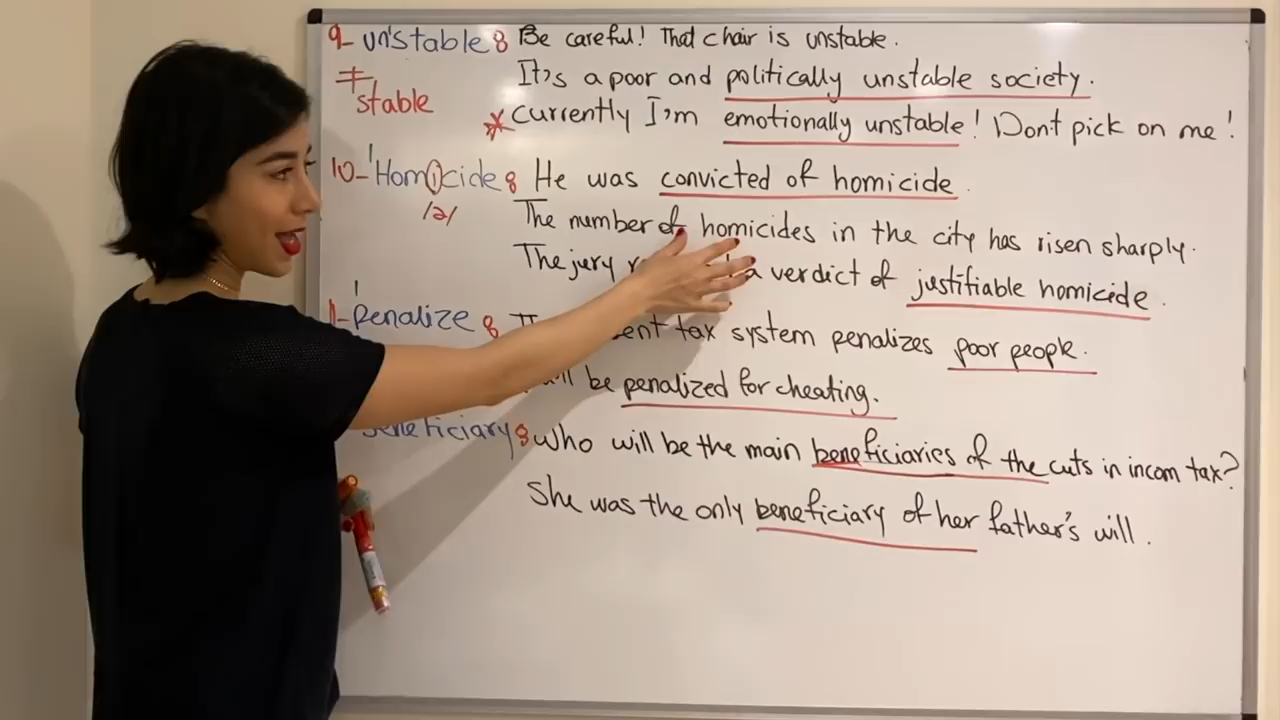 9- un'stable: Be careful! That chair is unstable.
≠ stable
It's a poor and politically unstable society.
* Currently I'm emotionally unstable! Dont pick on me!
10- 'Homicide: He was convicted of homicide.
/ə/
The number of homicides in the city has risen sharply.
The jury a verdict of justifiable homicide.
11- 'Penalize: tax system penalizes poor people.
be penalized for cheating.
beneficiary: Who will be the main beneficiaries of the cuts in incom tax?
She was the only beneficiary of her father's will.